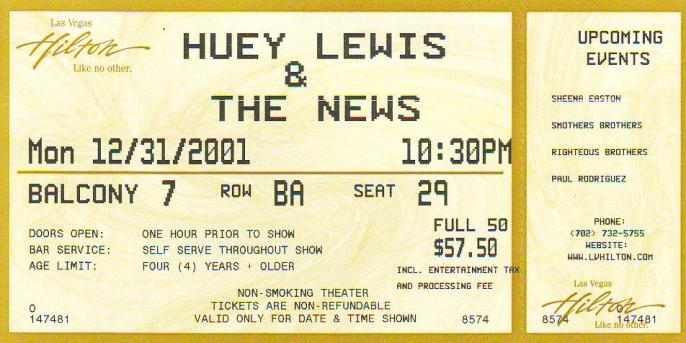 Las Vegas
Hilton
Like no other.
HUEY LEWIS
&
THE NEWS
Mon 12/31/2001 10:30PM
BALCONY 7 ROW BA SEAT 29
DOORS OPEN: ONE HOUR PRIOR TO SHOW
BAR SERVICE: SELF SERVE THROUGHOUT SHOW
AGE LIMIT: FOUR (4) YEARS + OLDER
FULL 50
$57.50
INCL. ENTERTAINMENT TAX
AND PROCESSING FEE
NON-SMOKING THEATER
TICKETS ARE NON-REFUNDABLE
VALID ONLY FOR DATE & TIME SHOWN
0
147481
8574
UPCOMING
EVENTS
SHEENA EASTON
SMOTHERS BROTHERS
RIGHTEOUS BROTHERS
PAUL RODRIGUEZ
PHONE:
(702) 732-5755
WEBSITE:
WWW.LVHILTON.COM
Las Vegas
Hilton
Like no other.
8574 0
147481